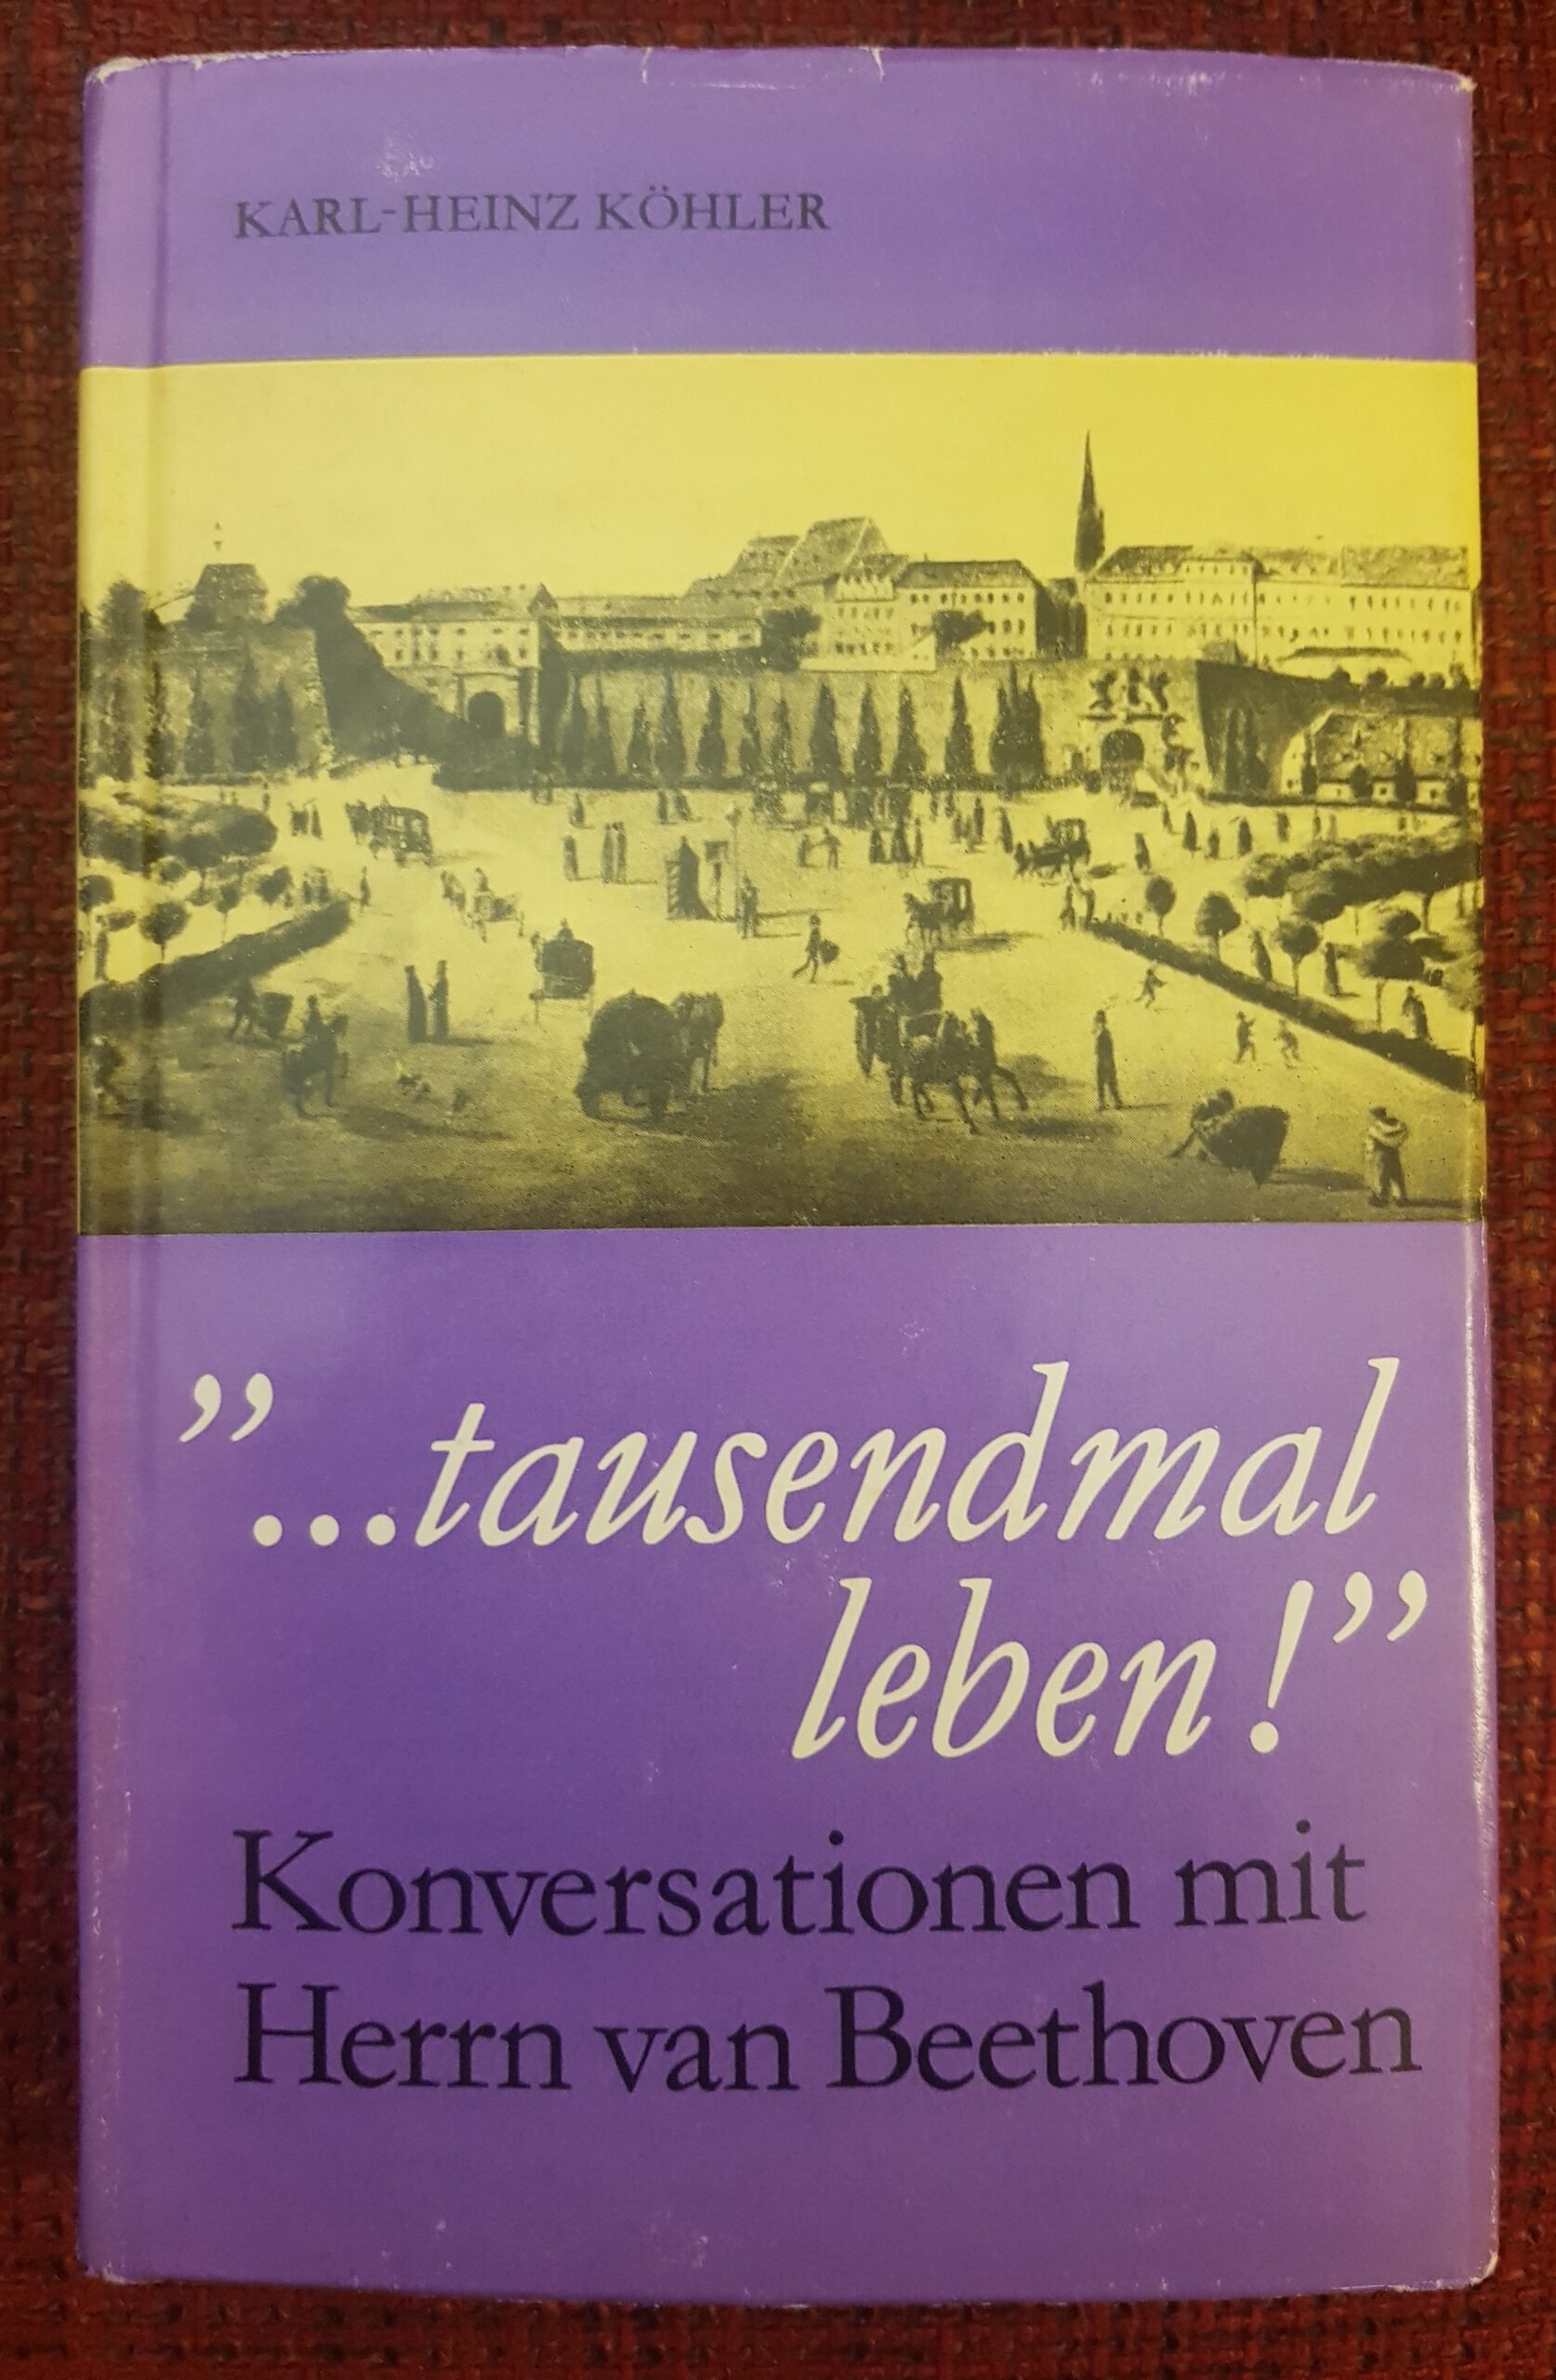 KARL-HEINZ KÖHLER
”...tausendmal
leben!”
Konversationen mit
Herrn van Beethoven